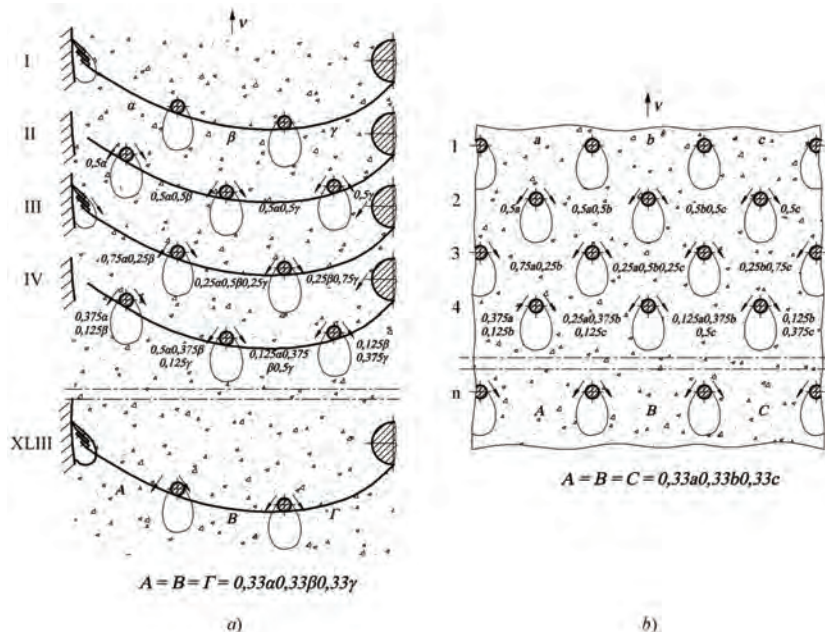 v
I
α
β
γ
II
0,5α
0,5α0,5β
0,5α0,5γ
0,5γ
III
0,75α0,25β
0,25α0,5β0,25γ
0,25β0,75γ
IV
0,375α
0,125β
0,5α0,375β
0,125γ
0,125α0,375
β0,5γ
0,125β
0,375γ
XLIII
A
B
Γ
A = B = Γ = 0,33α0,33β0,33γ
a)
v
1
a
b
c
2
0,5a
0,5a0,5b
0,5b0,5c
0,5c
3
0,75a0,25b
0,25a0,5b0,25c
0,25b0,75c
4
0,375a
0,125b
0,25a0,375b
0,125c
0,125a0,375b
0,5c
0,125b
0,375c
n
A
B
C
A = B = C = 0,33a0,33b0,33c
b)